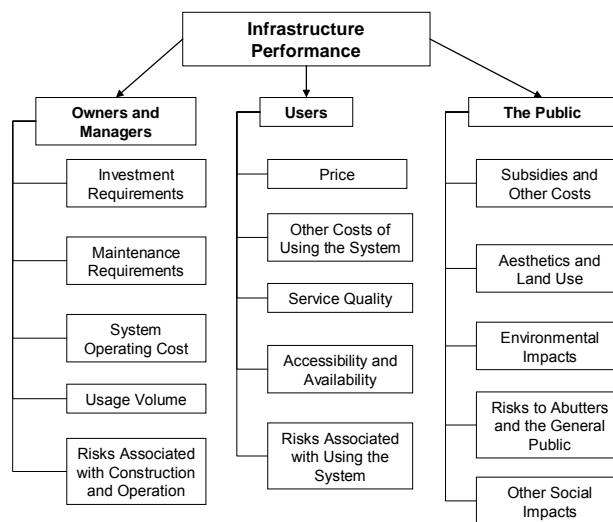 Infrastructure
Performance
Owners and
Managers
Investment
Requirements
Maintenance
Requirements
System
Operating Cost
Usage Volume
Risks Associated
with Construction
and Operation
Users
Price
Other Costs of
Using the System
Service Quality
Accessibility and
Availability
Risks Associated
with Using the
System
The Public
Subsidies and
Other Costs
Aesthetics and
Land Use
Environmental
Impacts
Risks to Abutters
and the General
Public
Other Social
Impacts